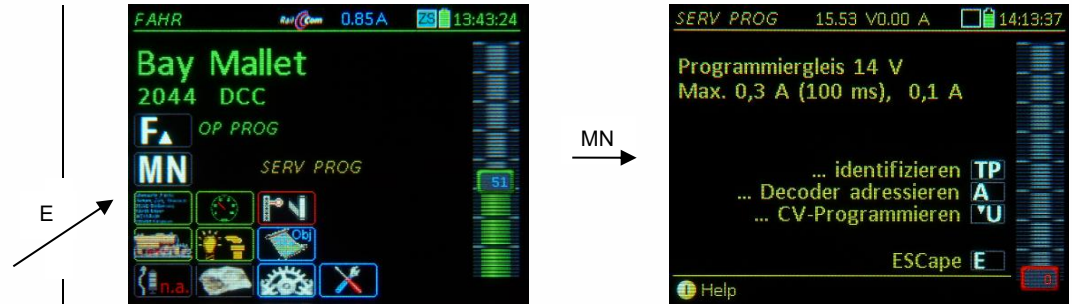 E
FAHR RailCom 0.85A ZS 13:43:24
Bay Mallet
2044 DCC
F▲ OP PROG
MN SERV PROG
51
N
Obj
n.a.
MN
SERV PROG 15.53 V0.00 A 14:13:37
Programmiergleis 14 V
Max. 0,3 A (100 ms), 0,1 A
... identifizieren TP
... Decoder adressieren A
... CV-Programmieren ▾U
ESCape E
0
i Help